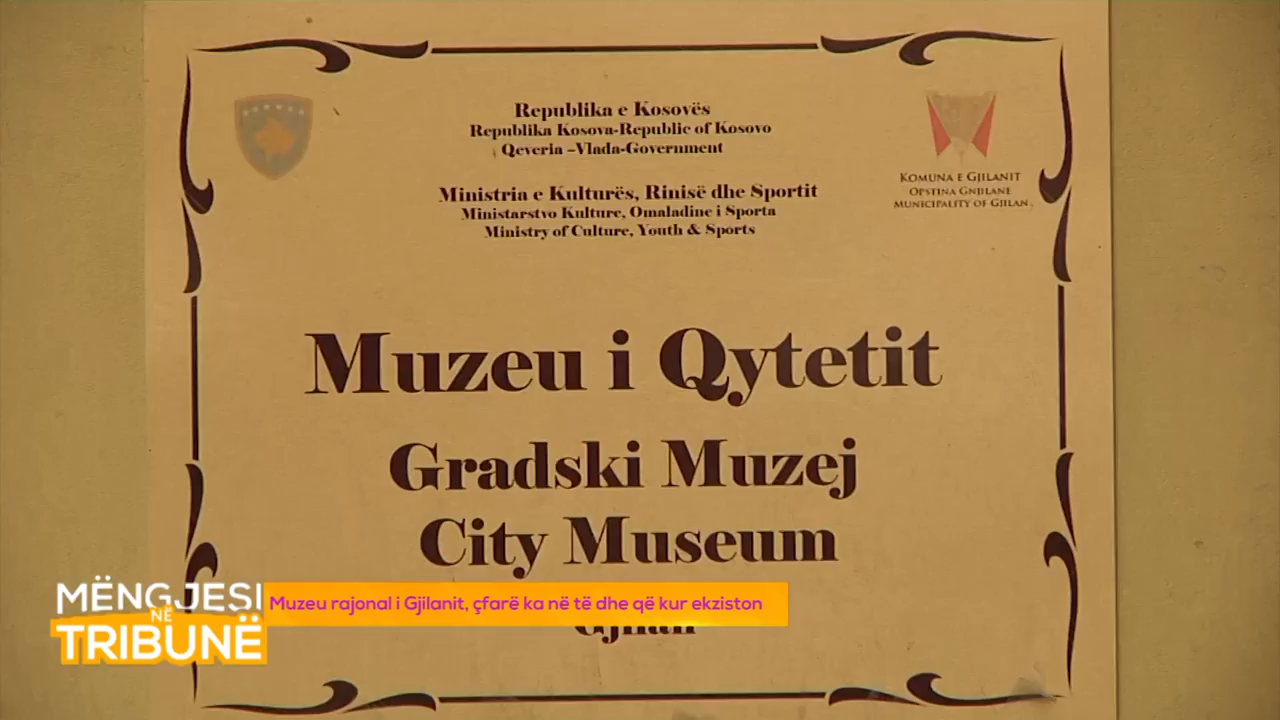 Republika e Kosovës
Republika Kosova-Republic of Kosovo
Qeveria –Vlada-Government
KOMUNA E GJILANIT
OPSTINA GNJILANE
MUNICIPALITY OF GJILAN
Ministria e Kulturës, Rinisë dhe Sportit
Ministarstvo Kulture, Omaladine i Sporta
Ministry of Culture, Youth & Sports
Muzeu i Qytetit
Gradski Muzej
City Museum
Gjilan
MËNGJESI
NË
TRIBUNË
Muzeu rajonal i Gjilanit, çfarë ka në të dhe që kur ekziston